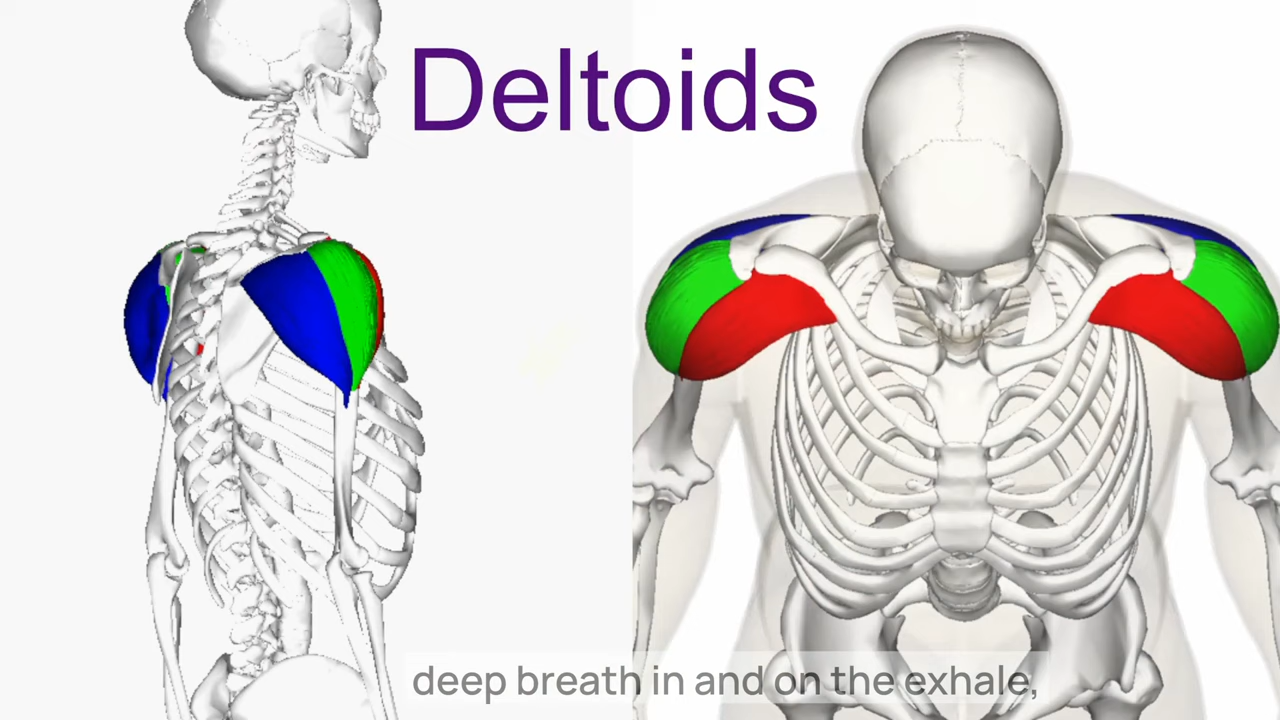 Deltoids
deep breath in and on the exhale,